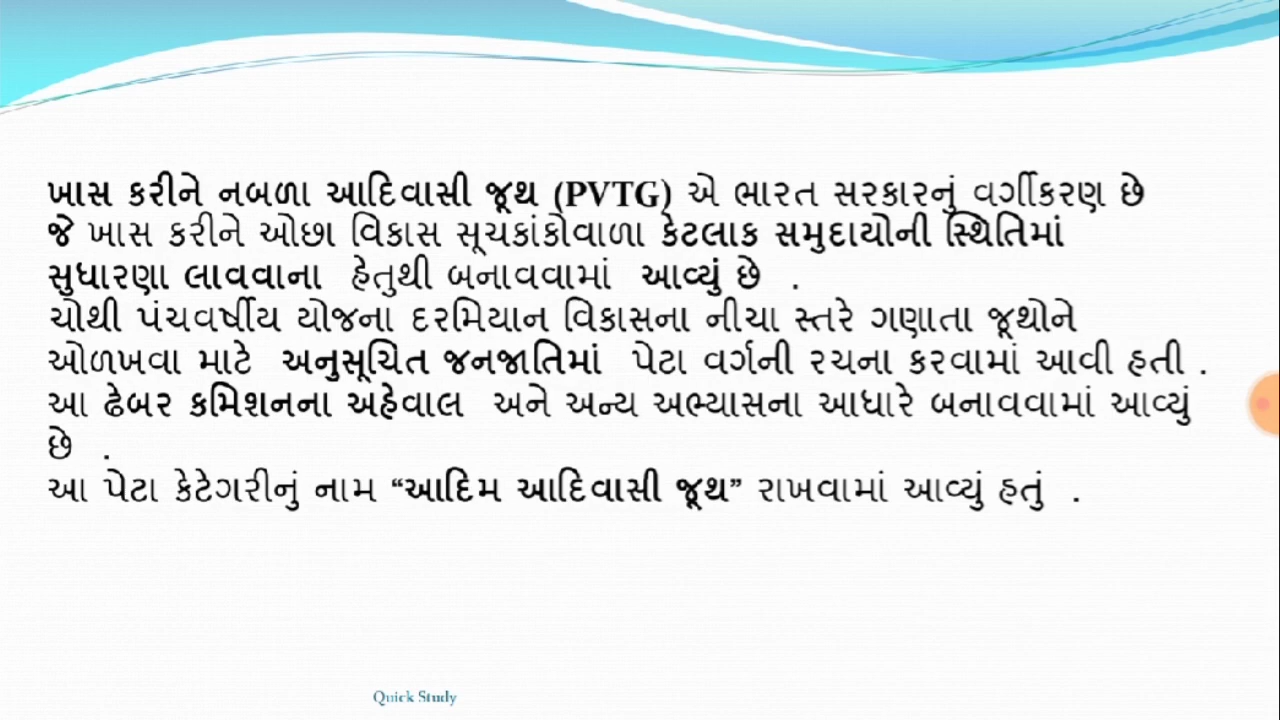 ખાસ કરીને નબળા આદિવાસી જૂથ (PVTG) એ ભારત સરકારનું વર્ગીકરણ છે
જે ખાસ કરીને ઓછા વિકાસ સૂચકાંકોવાળા કેટલાક સમુદાયોની સ્થિતિમાં
સુધારણા લાવવાના હેતુથી બનાવવામાં આવ્યું છે .
ચોથી પંચવર્ષીય યોજના દરમિયાન વિકાસના નીચા સ્તરે ગણાતા જૂથોને
ઓળખવા માટે અનુસૂચિત જનજાતિમાં પેટા વર્ગની રચના કરવામાં આવી હતી .
આ ઢેબર કમિશનના અહેવાલ અને અન્ય અભ્યાસના આધારે બનાવવામાં આવ્યું
છે .
આ પેટા કેટેગરીનું નામ “આદિમ આદિવાસી જૂથ” રાખવામાં આવ્યું હતું .
Quick Study